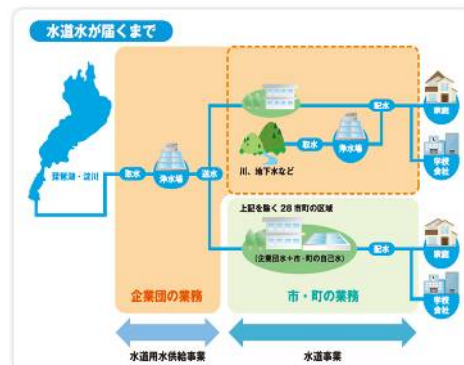 水道水が届くまで
琵琶湖・淀川
取水
浄水場
送水
川、地下水など
取水
浄水場
配水
家庭
学校
会社
上記を除く28市町の区域
(企業団水＋市・町の自己水)
配水
家庭
学校
会社
企業団の業務
市・町の業務
水道用水供給事業
水道事業